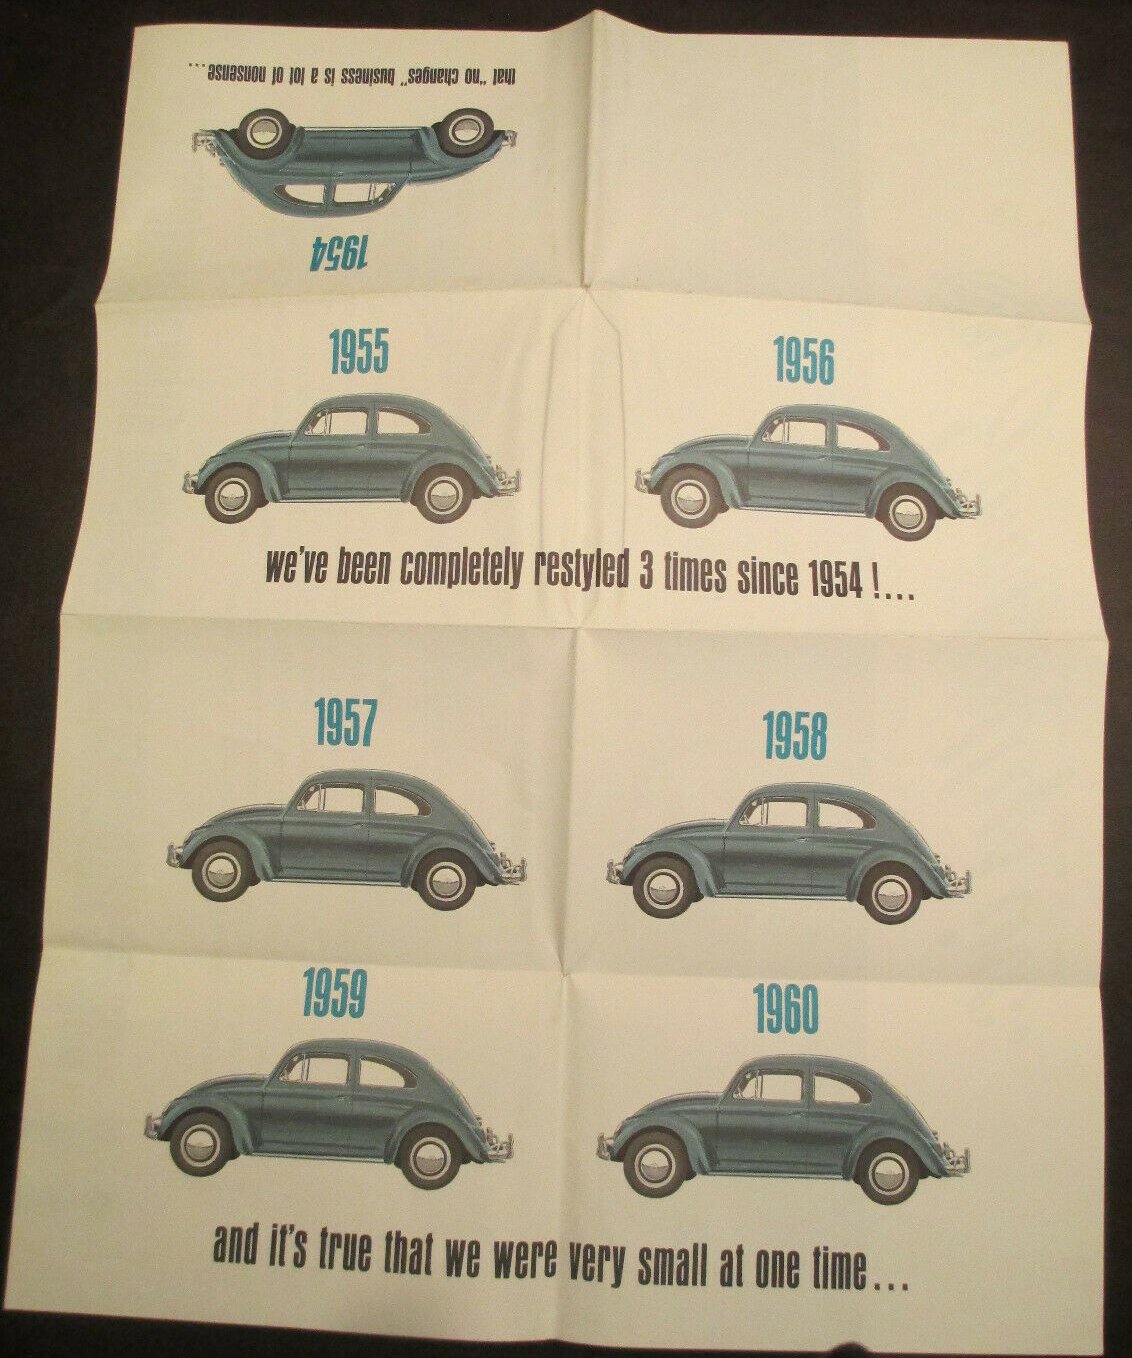 that "no changes" business is a lot of nonsense...
1954
1955
1956
we've been completely restyled 3 times since 1954 !...
1957
1958
1959
1960
and it's true that we were very small at one time...